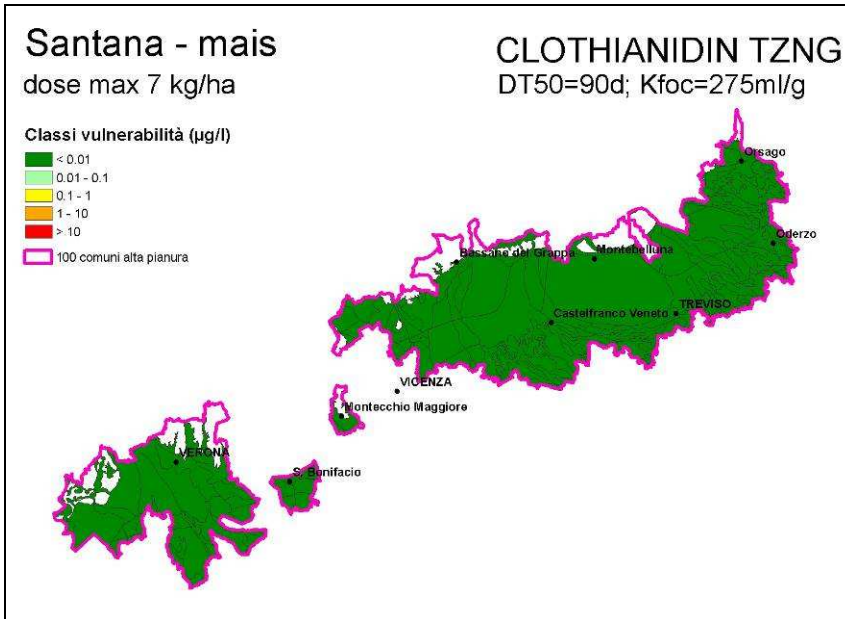 Santana - mais
dose max 7 kg/ha
CLOTHIANIDIN TZNG
DT50=90d; Kfoc=275ml/g
Classi vulnerabilità (µg/l)
< 0.01
0.01 - 0.1
0.1 - 1
1 - 10
> 10
100 comuni alta pianura
Orsago
Oderzo
Bassano del Grappa
Montebelluna
TREVISO
Castelfranco Veneto
VICENZA
Montecchio Maggiore
VERONA
S. Bonifacio